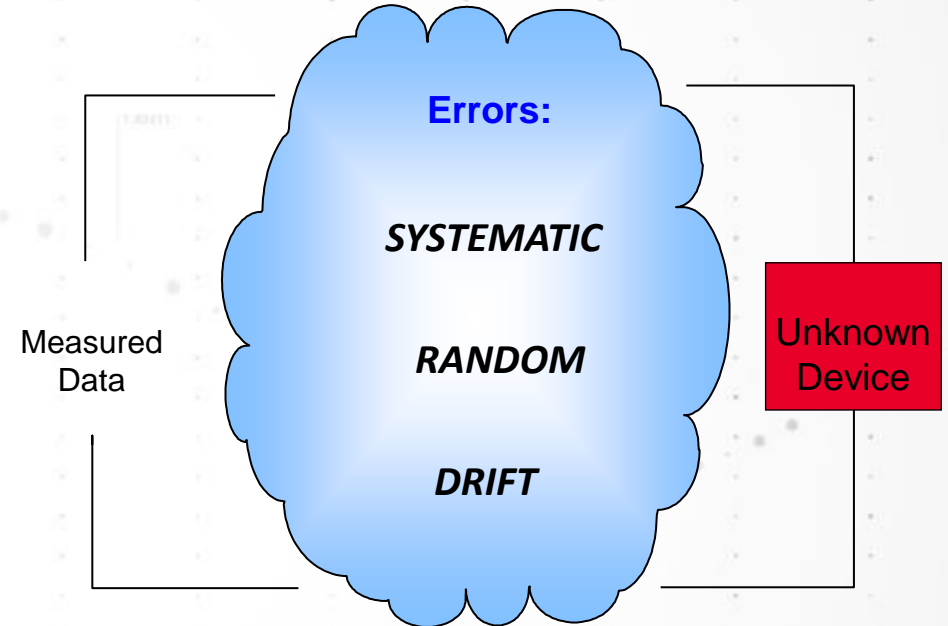 Errors:
SYSTEMATIC
RANDOM
DRIFT
Measured
Data
Unknown
Device